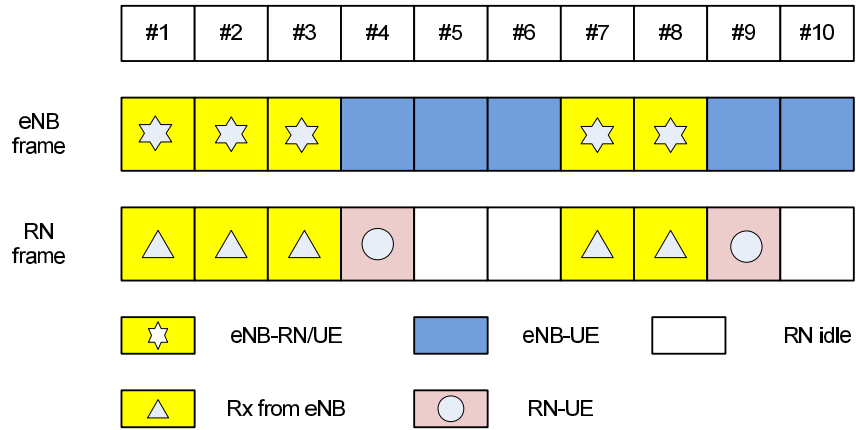 #1 #2 #3 #4 #5 #6 #7 #8 #9 #10
eNB
frame
RN
frame
eNB-RN/UE eNB-UE RN idle
Rx from eNB RN-UE